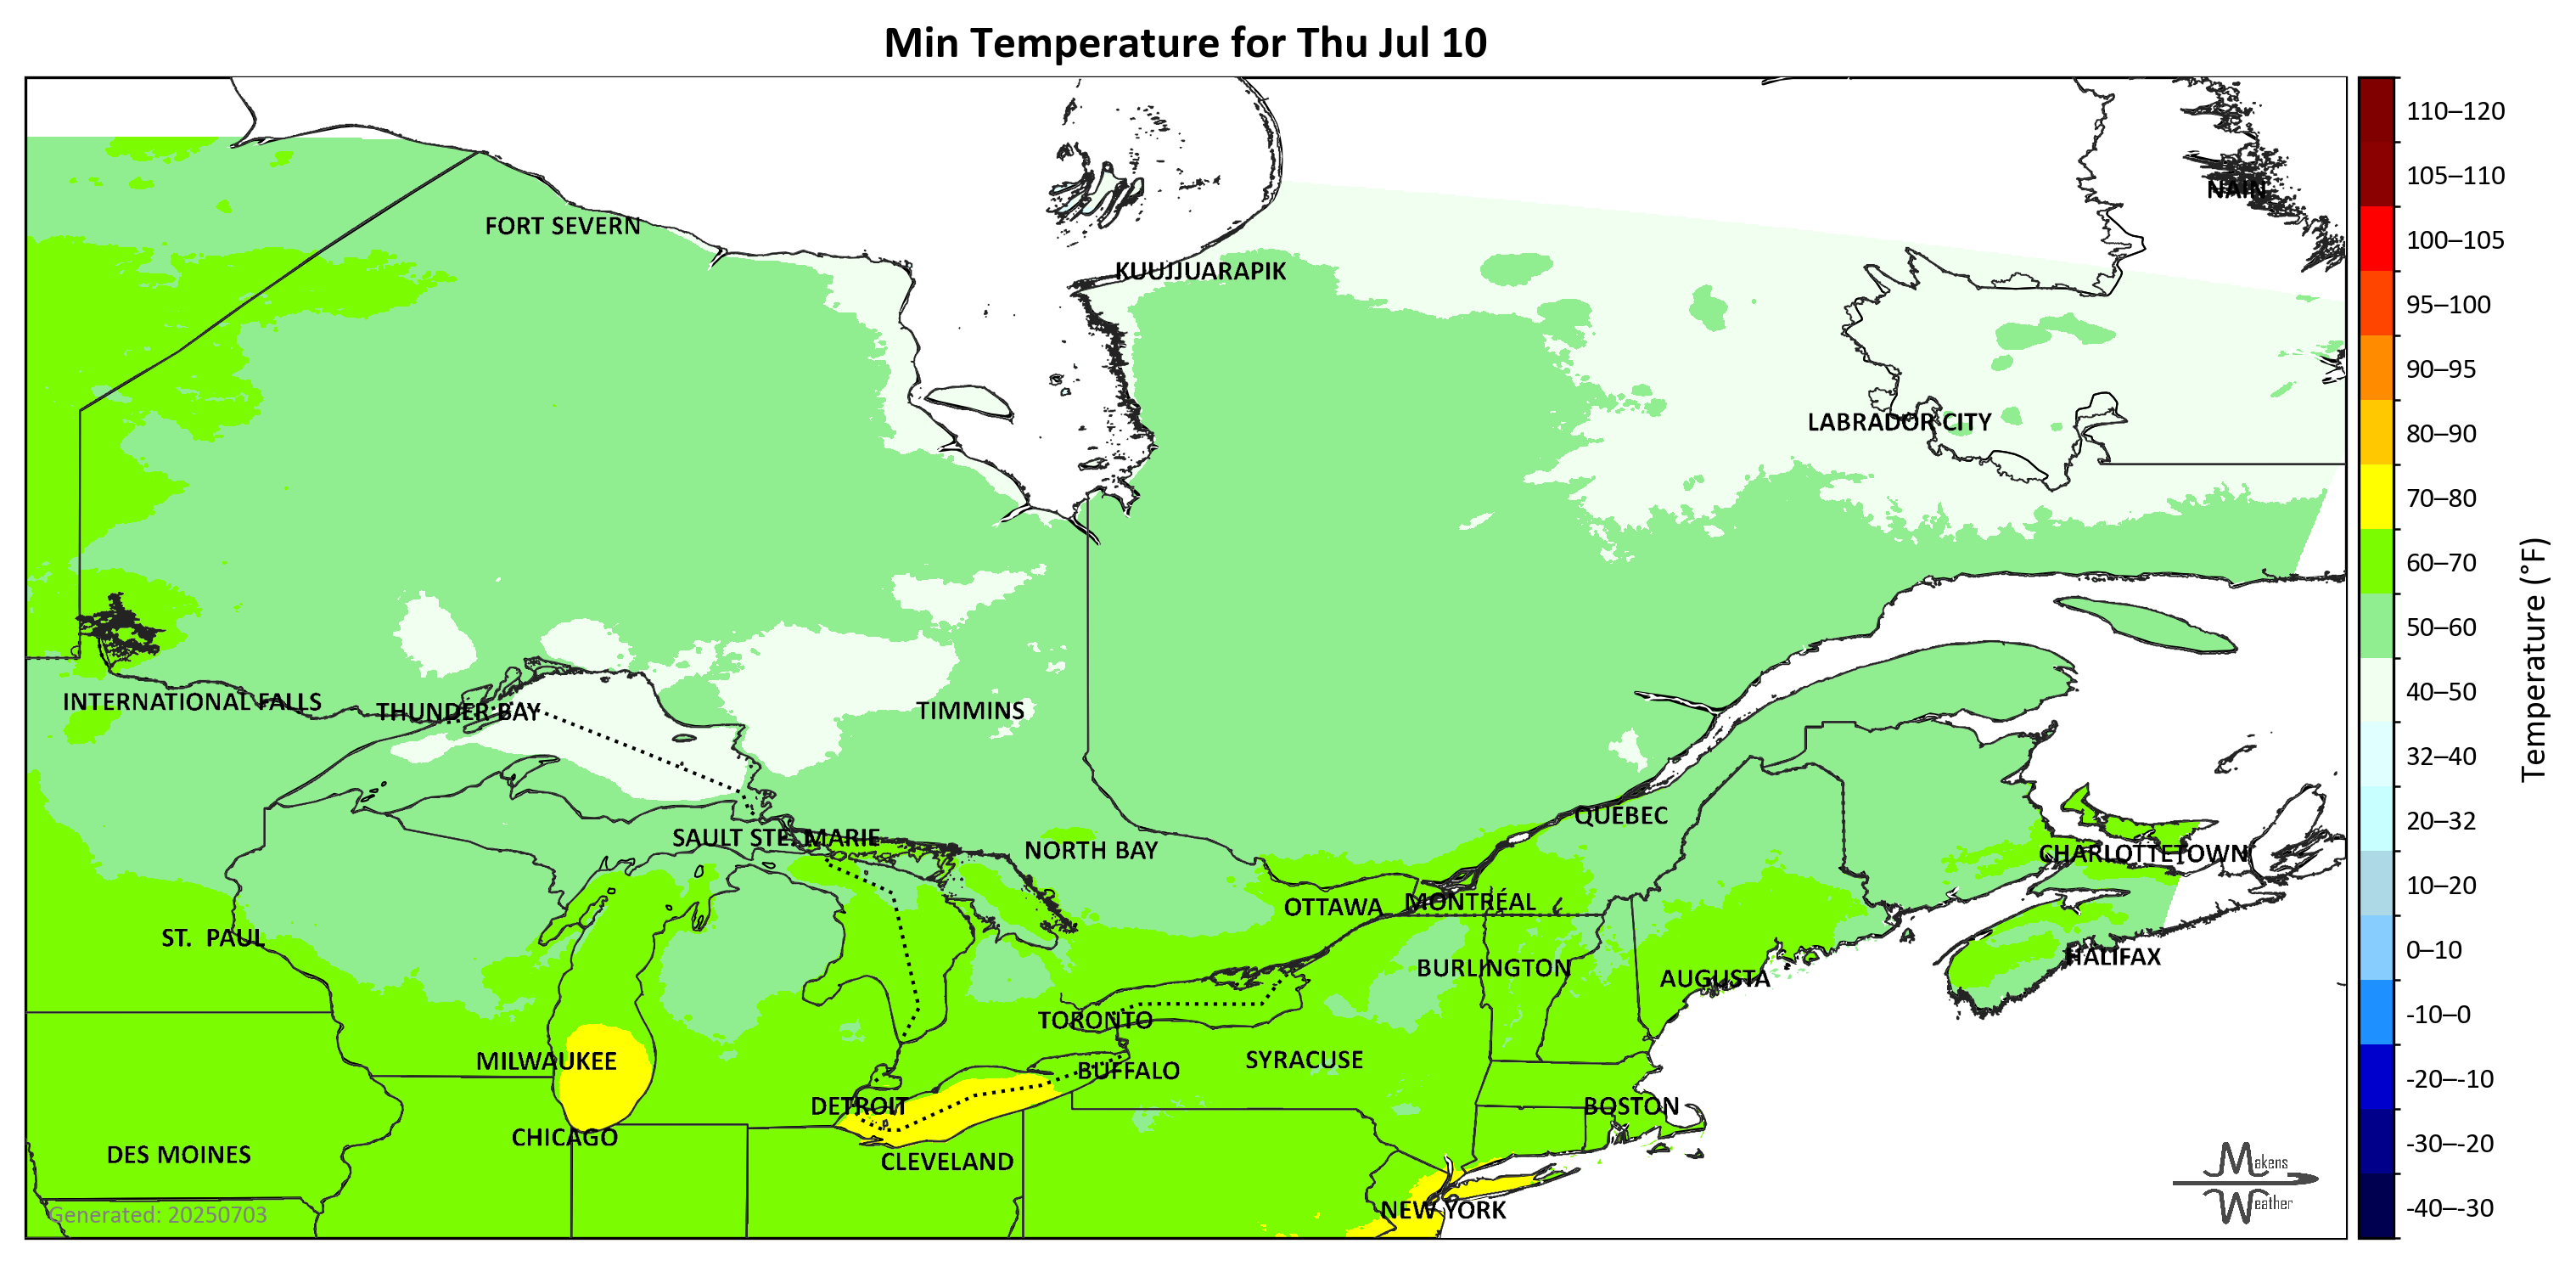 Min Temperature for Thu Jul 10
NAIN
FORT SEVERN
KUUJJUARAPIK
LABRADOR CITY
INTERNATIONAL FALLS
THUNDER BAY
TIMMINS
QUÉBEC
SAULT STE. MARIE
NORTH BAY
CHARLOTTETOWN
OTTAWA
MONTRÉAL
ST. PAUL
HALIFAX
BURLINGTON
AUGUSTA
TORONTO
MILWAUKEE
SYRACUSE
BUFFALO
DETROIT
BOSTON
CHICAGO
DES MOINES
CLEVELAND
NEW YORK
Generated: 20250703
Makens
Weather
110–120
105–110
100–105
95–100
90–95
80–90
70–80
60–70
50–60
40–50
32–40
20–32
10–20
0–10
-10–0
-20–-10
-30–-20
-40–-30
Temperature (°F)